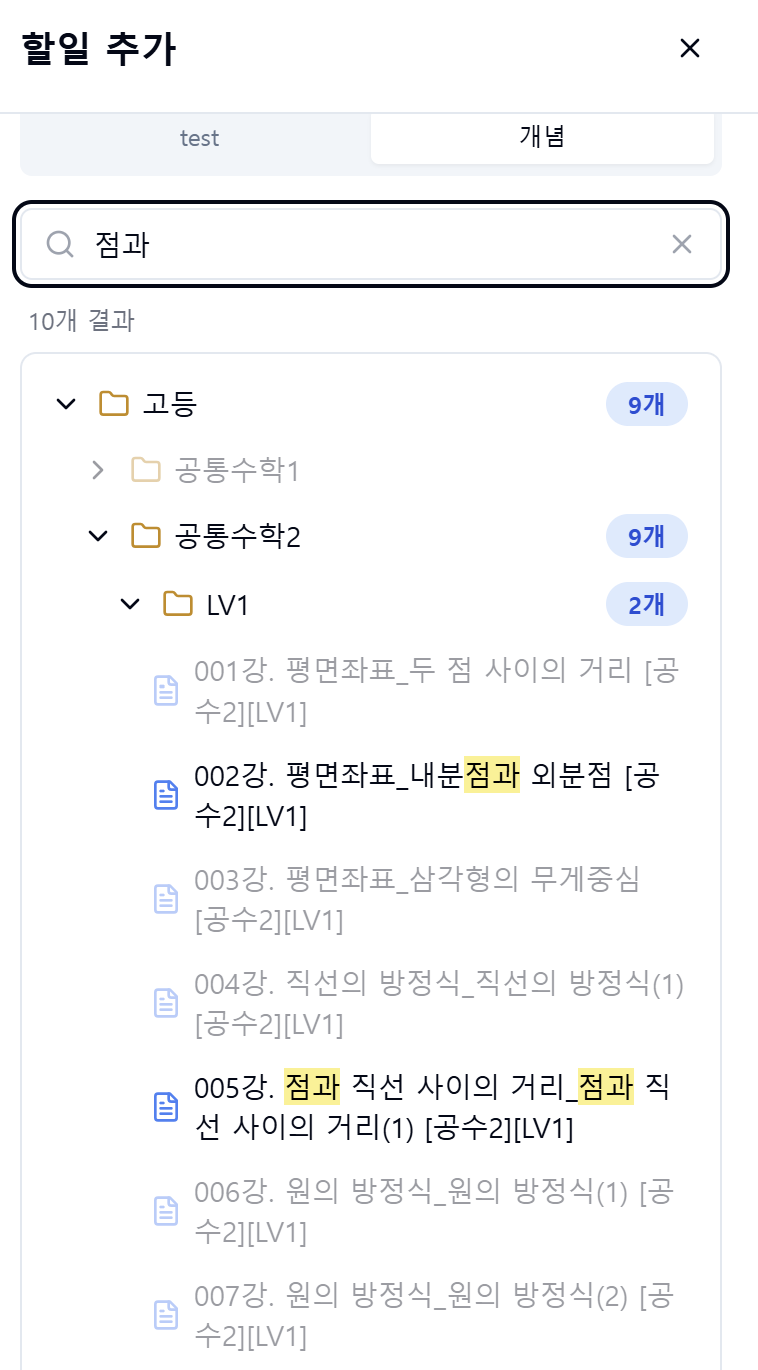 할일 추가
test
개념
점과
10개 결과
고등
9개
공통수학1
공통수학2
9개
LV1
2개
001강. 평면좌표_두 점 사이의 거리 [공
수2][LV1]
002강. 평면좌표_내분점과 외분점 [공
수2][LV1]
003강. 평면좌표_삼각형의 무게중심
[공수2][LV1]
004강. 직선의 방정식_직선의 방정식(1)
[공수2][LV1]
005강. 점과 직선 사이의 거리_점과 직
선 사이의 거리(1) [공수2][LV1]
006강. 원의 방정식_원의 방정식(1) [공
수2][LV1]
007강. 원의 방정식_원의 방정식(2) [공
수2][LV1]